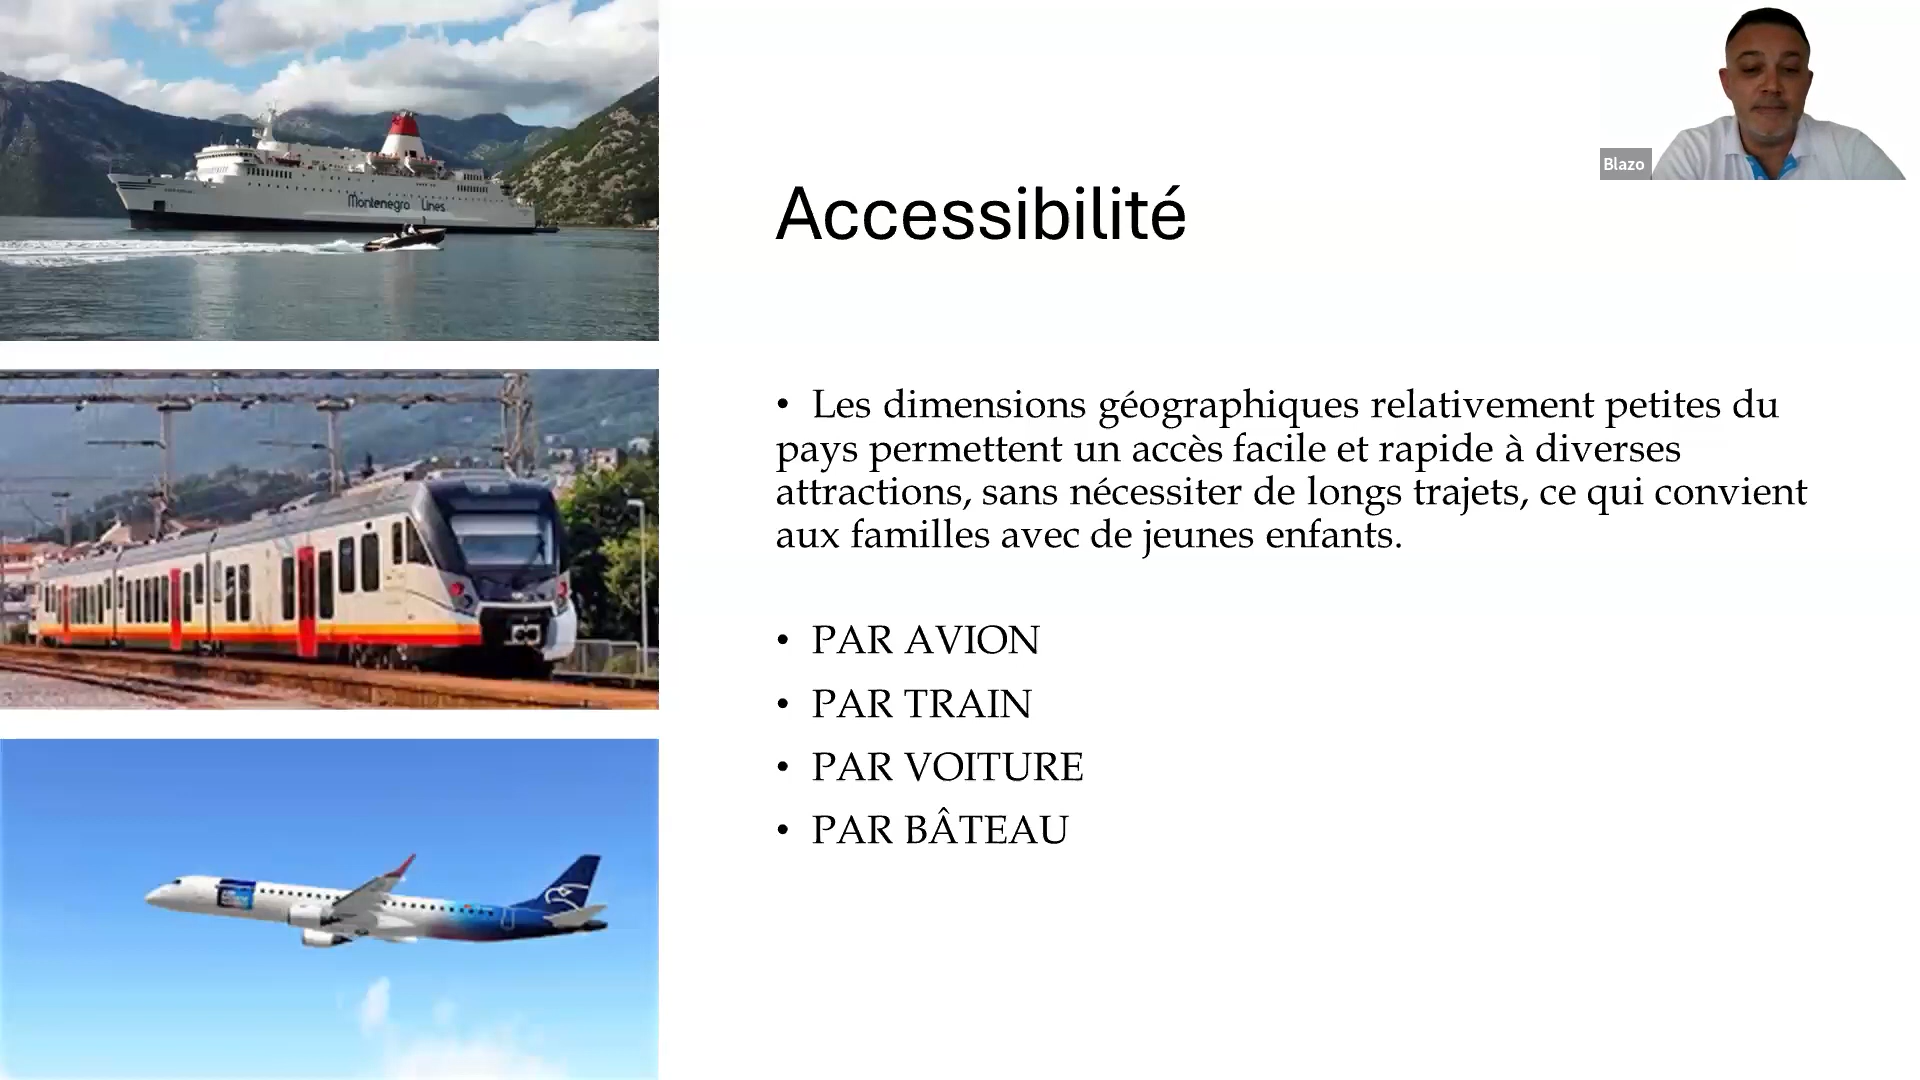 Blazo
Montenegro Lines
Accessibilité
• Les dimensions géographiques relativement petites du
pays permettent un accès facile et rapide à diverses
attractions, sans nécessiter de longs trajets, ce qui convient
aux familles avec de jeunes enfants.
• PAR AVION
• PAR TRAIN
• PAR VOITURE
• PAR BÂTEAU